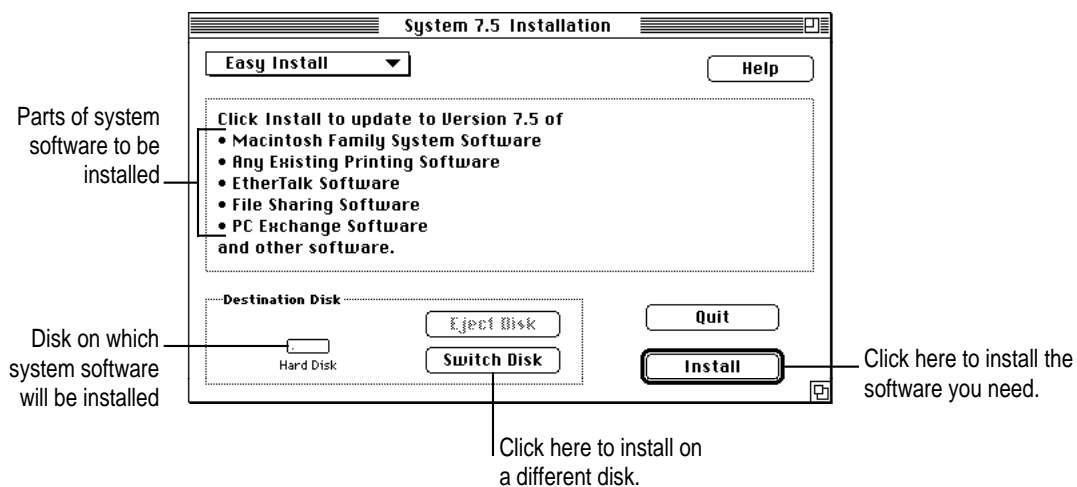 System 7.5 Installation
Easy Install
Help
Parts of system
software to be
installed
Click Install to update to Version 7.5 of
• Macintosh Family System Software
• Any Existing Printing Software
• EtherTalk Software
• File Sharing Software
• PC Exchange Software
and other software.
Destination Disk
Eject Disk
Quit
Disk on which
system software
will be installed
Hard Disk
Switch Disk
Install
Click here to install the
software you need.
Click here to install on
a different disk.